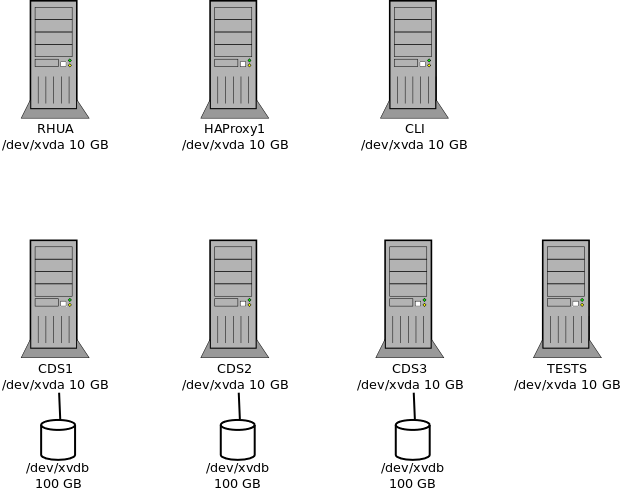 RHUA
/dev/xvda 10 GB
HAProxy1
/dev/xvda 10 GB
CLI
/dev/xvda 10 GB
CDS1
/dev/xvda 10 GB
CDS2
/dev/xvda 10 GB
CDS3
/dev/xvda 10 GB
TESTS
/dev/xvda 10 GB
/dev/xvdb
100 GB
/dev/xvdb
100 GB
/dev/xvdb
100 GB